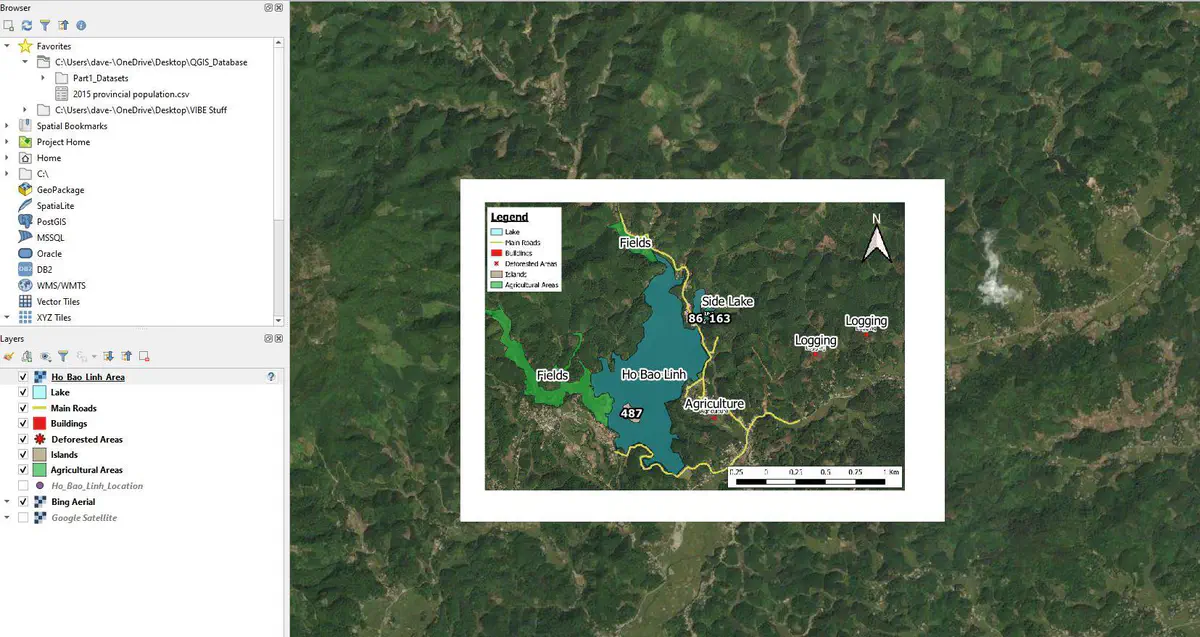 Browser
Favorites
C:\Users\dave-\OneDrive\Desktop\QGIS_Database
Part1_Datasets
2015 provincial population.csv
C:\Users\dave-\OneDrive\Desktop\VIBE Stuff
Spatial Bookmarks
Project Home
Home
C:\
GeoPackage
SpatiaLite
PostGIS
MSSQL
Oracle
DB2
WMS/WMTS
Vector Tiles
XYZ Tiles
Layers
Ho_Bao_Linh_Area
?
Lake
Main Roads
Buildings
Deforested Areas
Islands
Agricultural Areas
Ho_Bao_Linh_Location
Bing Aerial
Google Satellite
Legend
Lake
Main Roads
Buildings
Deforested Areas
Islands
Agricultural Areas
N
Fields
Side Lake
86,163
Logging
Logging
Fields
Ho Bao Linh
Agriculture
487
0.25 0 0.25 0.5 0.75 1 Km